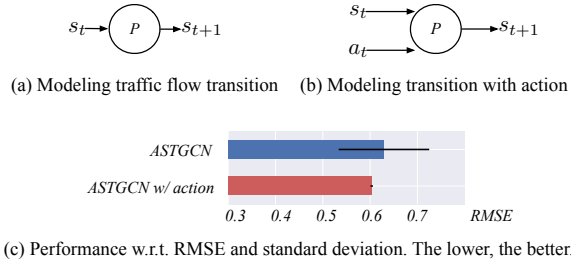 s_t P s_{t+1} s_t P s_{t+1}
a_t
(a) Modeling traffic flow transition (b) Modeling transition with action
ASTGCN
ASTGCN w/ action
0.3 0.4 0.5 0.6 0.7 RMSE
(c) Performance w.r.t. RMSE and standard deviation. The lower, the better.